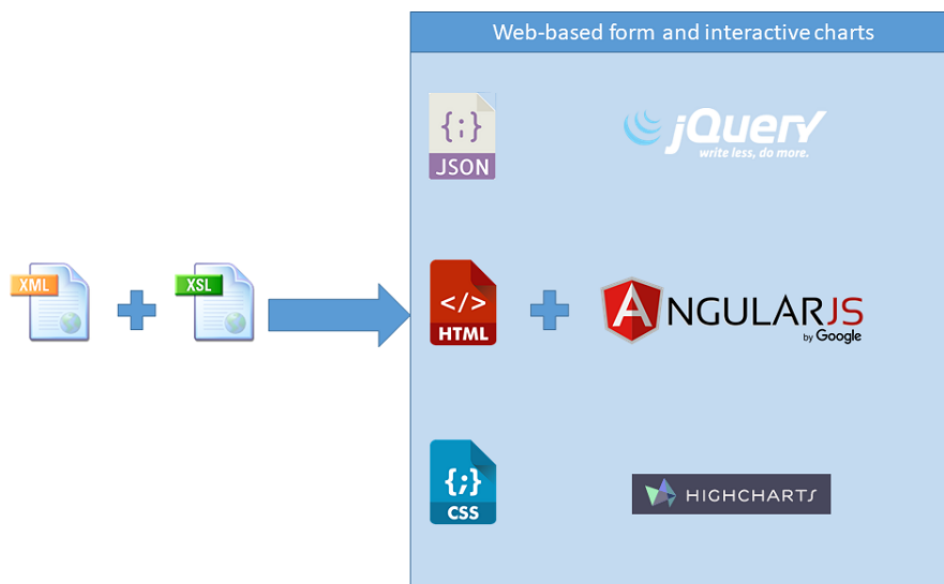 Web-based form and interactive charts
{;}
JSON
jQuery
write less, do more.
XML
XSL
</>
HTML
ANGULARJS
by Google
{;}
CSS
HIGHCHARTS